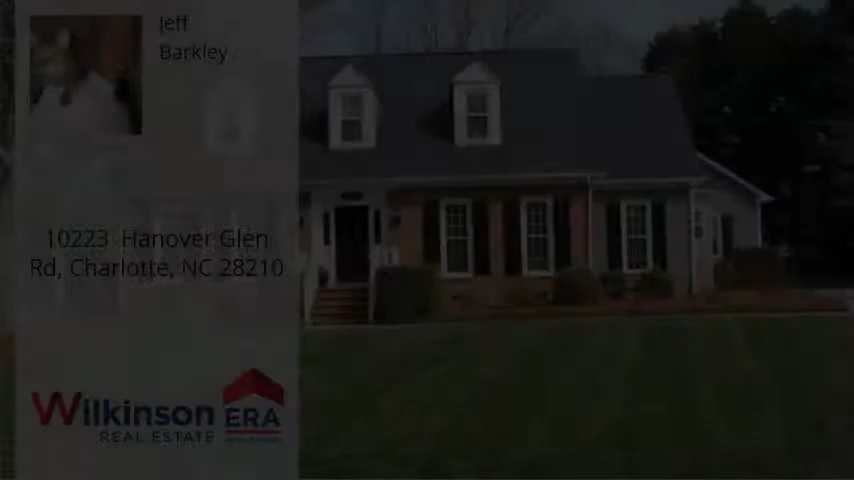 Jeff
Barkley
10223 Hanover Glen
Rd, Charlotte, NC 28210
Wilkinson ERA
REAL ESTATE